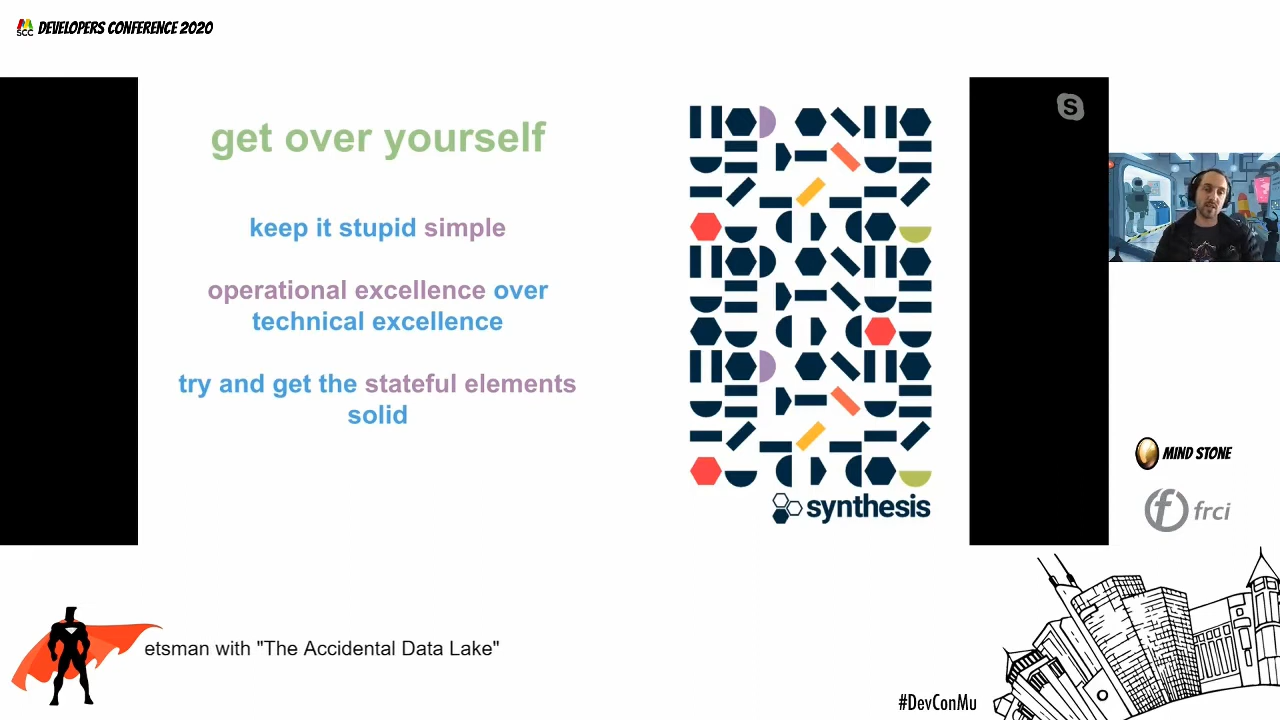 SCC DEVELOPERS CONFERENCE 2020
get over yourself
keep it stupid simple
operational excellence over
technical excellence
try and get the stateful elements
solid
synthesis
S
MIND STONE
f frci
etsman with "The Accidental Data Lake"
#DevConMu